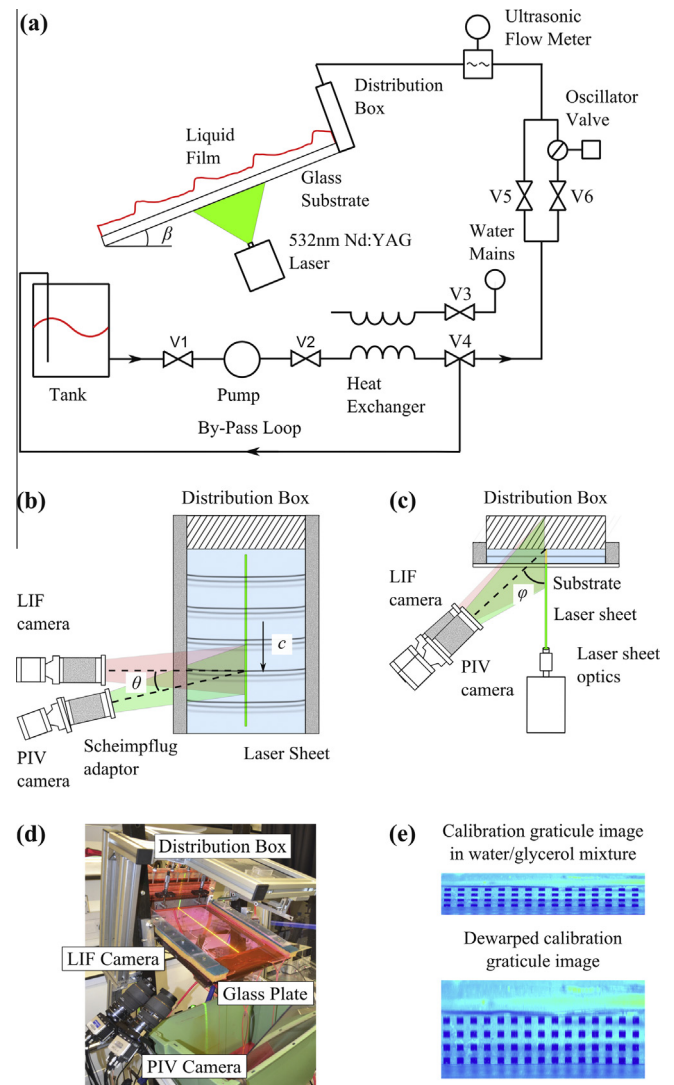 (a)
Ultrasonic
Flow Meter
Distribution
Box
Oscillator
Valve
Liquid
Film
Glass
Substrate
V5
V6
β
532nm Nd:YAG
Laser
Water
Mains
V3
V1
V2
V4
Tank
Pump
Heat
Exchanger
By-Pass Loop
(b)
Distribution Box
LIF
camera
c
θ
PIV
camera
Scheimpflug
adaptor
Laser Sheet
(c)
Distribution Box
LIF
camera
φ
Substrate
Laser sheet
PIV
camera
Laser sheet
optics
(d)
Distribution Box
LIF Camera
Glass Plate
PIV Camera
(e)
Calibration graticule image
in water/glycerol mixture
Dewarped calibration
graticule image